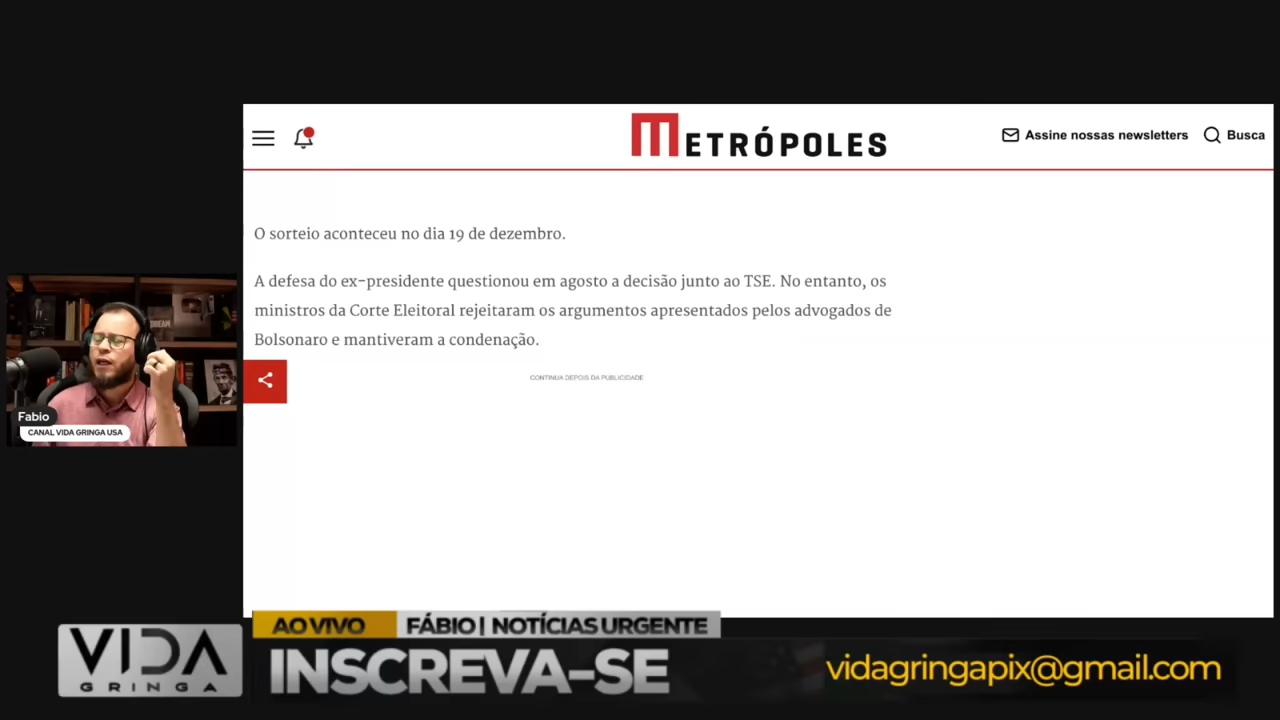 METRÓPOLES
Assine nossas newsletters
Busca
O sorteio aconteceu no dia 19 de dezembro.
A defesa do ex-presidente questionou em agosto a decisão junto ao TSE. No entanto, os
ministros da Corte Eleitoral rejeitaram os argumentos apresentados pelos advogados de
Bolsonaro e mantiveram a condenação.
CONTINUA DEPOIS DA PUBLICIDADE
Fabio
CANAL VIDA GRINGA USA
AO VIVO
FÁBIO | NOTÍCIAS URGENTE
VIDA
GRINGA
INSCREVA-SE
vidagringapix@gmail.com